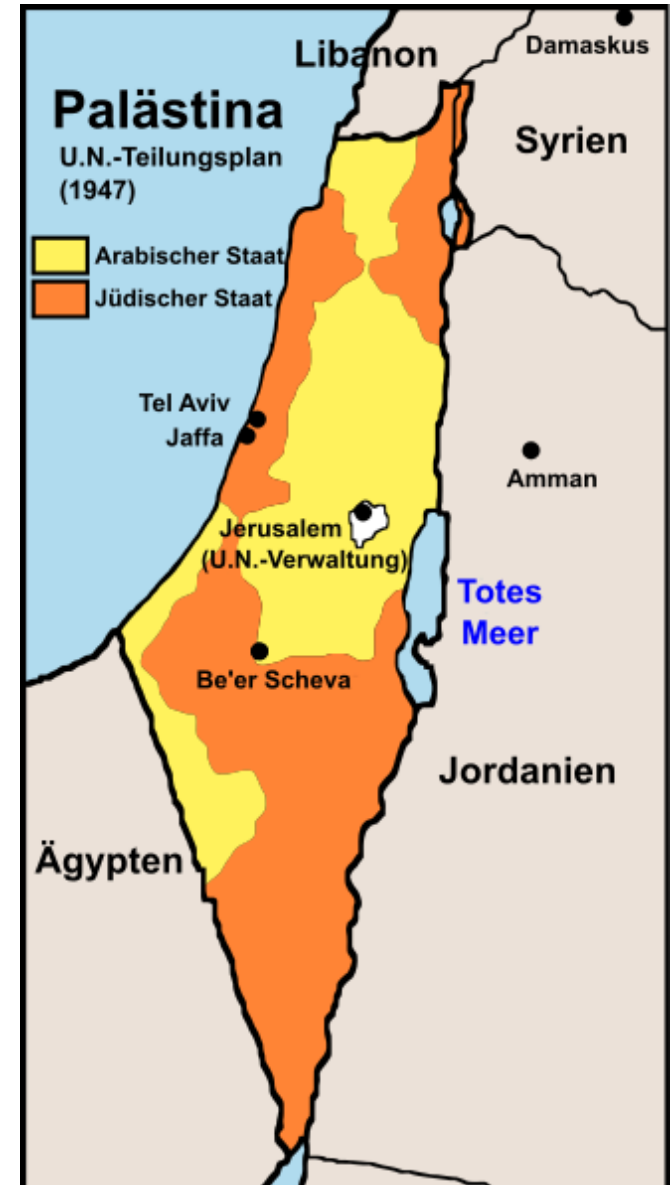 Libanon
Damaskus
Palästina
U.N.-Teilungsplan
(1947)
Syrien
Arabischer Staat
Jüdischer Staat
Tel Aviv
Jaffa
Amman
Jerusalem
(U.N.-Verwaltung)
Totes
Meer
Be'er Scheva
Jordanien
Ägypten